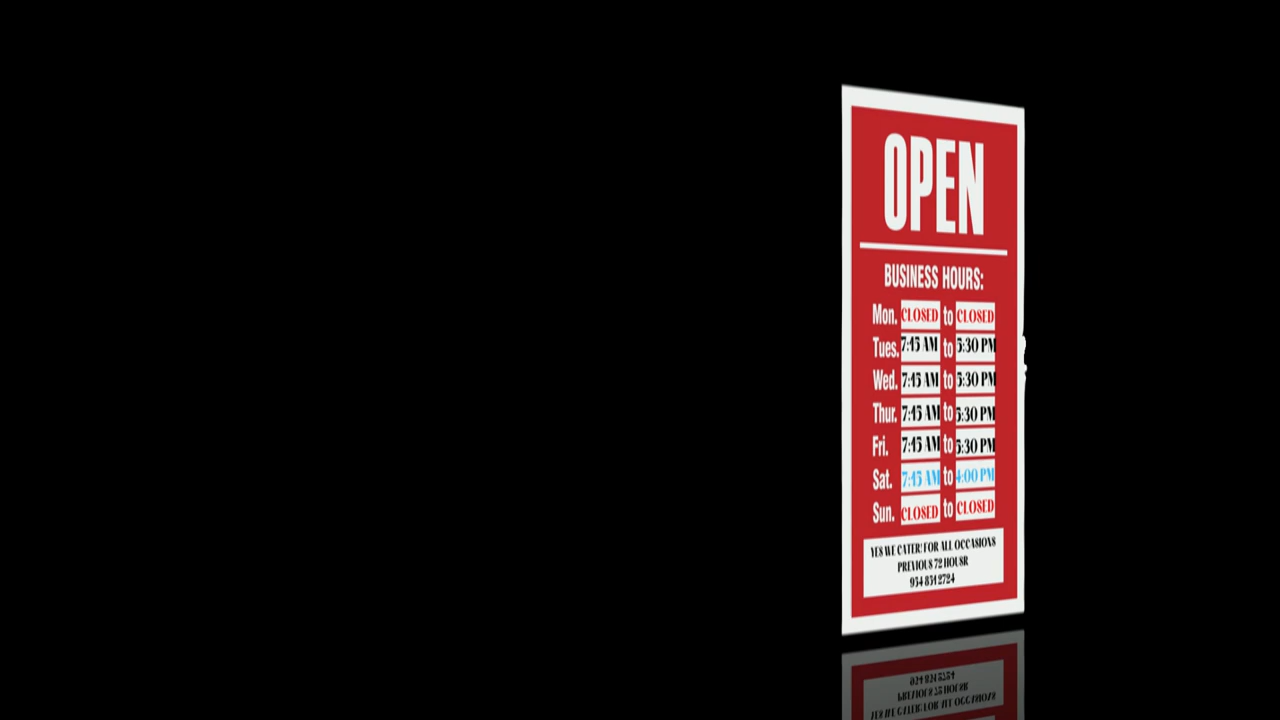 OPEN
BUSINESS HOURS:
Mon. CLOSED to CLOSED
Tues. 7:45 AM to 5:30 PM
Wed. 7:45 AM to 5:30 PM
Thur. 7:45 AM to 5:30 PM
Fri. 7:45 AM to 5:30 PM
Sat. 7:45 AM to 4:00 PM
Sun. CLOSED to CLOSED
YES WE CATER! FOR ALL OCCASIONS
PREVIOUS 72 HOUSR
954 851 2724